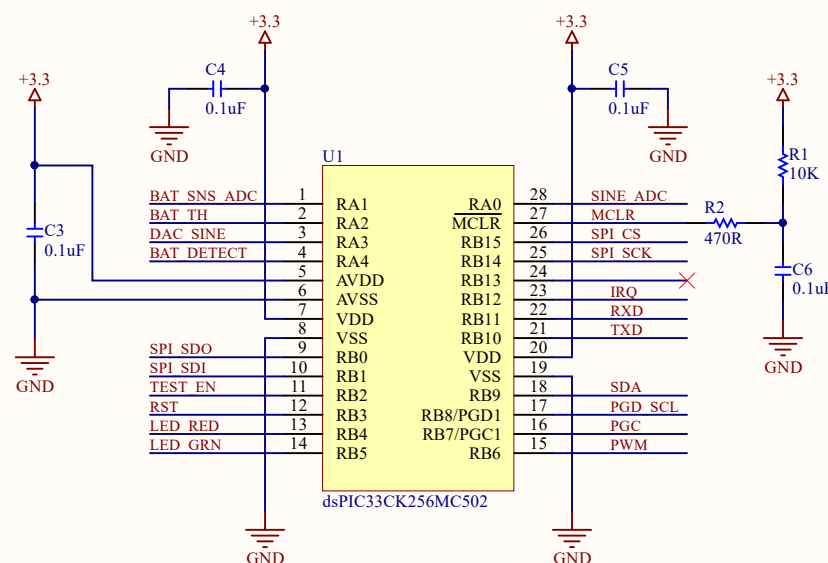 +3.3
+3.3
+3.3
+3.3
C4
0.1uF
GND
C5
0.1uF
GND
C3
0.1uF
GND
R1
10K
R2
470R
C6
0.1uF
GND
U1
BAT_SNS_ADC 1 RA1
BAT_TH 2 RA2
DAC_SINE 3 RA3
BAT_DETECT 4 RA4
5 AVDD
6 AVSS
7 VDD
8 VSS
SPI_SDO 9 RB0
SPI_SDI 10 RB1
TEST_EN 11 RB2
RST 12 RB3
LED_RED 13 RB4
LED_GRN 14 RB5
RA0 28 SINE_ADC
MCLR 27 MCLR
RB15 26 SPI_CS
RB14 25 SPI_SCK
RB13 24
RB12 23 IRQ
RB11 22 RXD
RB10 21 TXD
VDD 20
VSS 19
RB9 18 SDA
RB8/PGD1 17 PGD_SCL
RB7/PGC1 16 PGC
RB6 15 PWM
dsPIC33CK256MC502
GND
GND